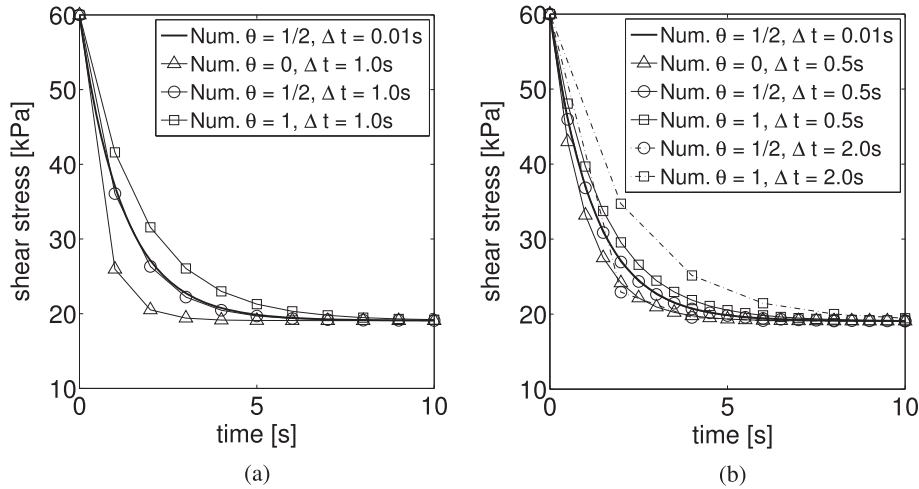 60
50
40
30
20
10
shear stress [kPa]
Num. θ = 1/2, Δ t = 0.01s
Num. θ = 0, Δ t = 1.0s
Num. θ = 1/2, Δ t = 1.0s
Num. θ = 1, Δ t = 1.0s
0 5 10
time [s]
(a)
60
50
40
30
20
10
shear stress [kPa]
Num. θ = 1/2, Δ t = 0.01s
Num. θ = 0, Δ t = 0.5s
Num. θ = 1/2, Δ t = 0.5s
Num. θ = 1, Δ t = 0.5s
Num. θ = 1/2, Δ t = 2.0s
Num. θ = 1, Δ t = 2.0s
0 5 10
time [s]
(b)